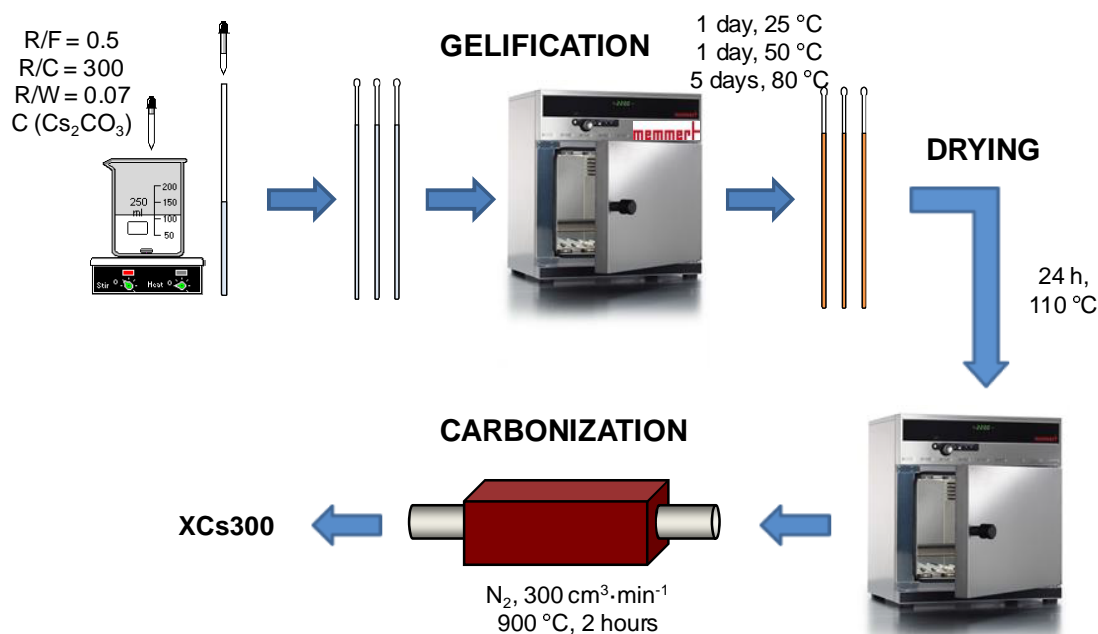 R/F = 0.5
R/C = 300
R/W = 0.07
C (Cs₂CO₃)
250
ml
200
150
100
50
Stir
0
Heat
0
GELIFICATION
memmert
1 day, 25 °C
1 day, 50 °C
5 days, 80 °C
DRYING
24 h,
110 °C
CARBONIZATION
XCs300
N₂, 300 cm³·min⁻¹
900 °C, 2 hours